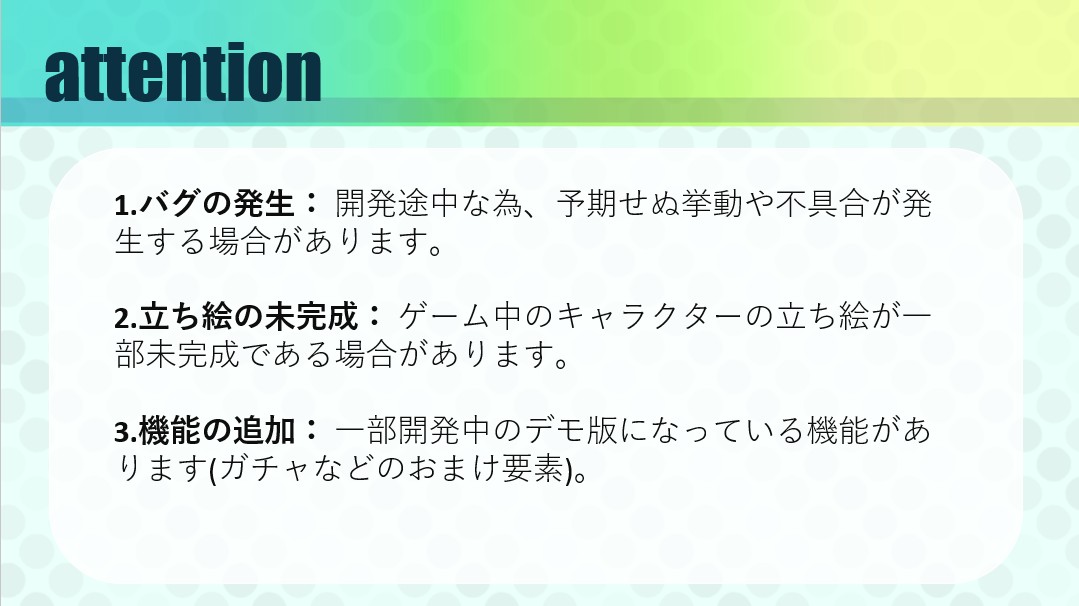 attention
1.バグの発生： 開発途中な為、予期せぬ挙動や不具合が発
生する場合があります。
2.立ち絵の未完成： ゲーム中のキャラクターの立ち絵が一
部未完成である場合があります。
3.機能の追加： 一部開発中のデモ版になっている機能があ
ります(ガチャなどのおまけ要素)。